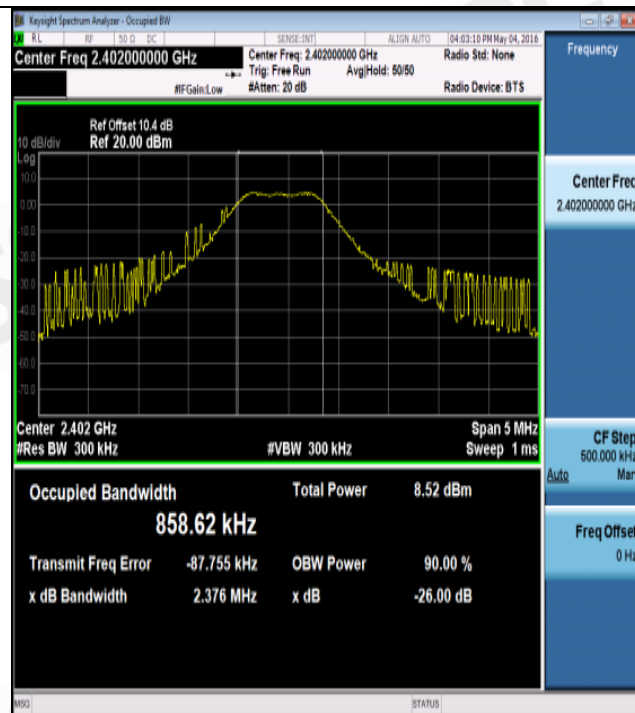 Keysight Spectrum Analyzer - Occupied BW
RL RF 50 Ω DC SENSE:INT ALIGN AUTO 04:03:10 PM May 04, 2016
Center Freq 2.402000000 GHz
Center Freq: 2.402000000 GHz
Radio Std: None
Trig: Free Run Avg|Hold: 50/50
#IFGain:Low
#Atten: 20 dB
Radio Device: BTS
Frequency
Ref Offset 10.4 dB
10 dB/div Ref 20.00 dBm
Log
10.0
0.00
-10.0
-20.0
-30.0
-40.0
-50.0
-60.0
-70.0
Center Freq
2.402000000 GHz
Center 2.402 GHz Span 5 MHz
#Res BW 300 kHz #VBW 300 kHz Sweep 1 ms
CF Step
500.000 kHz
Auto Man
Occupied Bandwidth Total Power 8.52 dBm
858.62 kHz
Transmit Freq Error -87.755 kHz OBW Power 90.00 %
x dB Bandwidth 2.376 MHz x dB -26.00 dB
Freq Offset
0 Hz
MSG STATUS